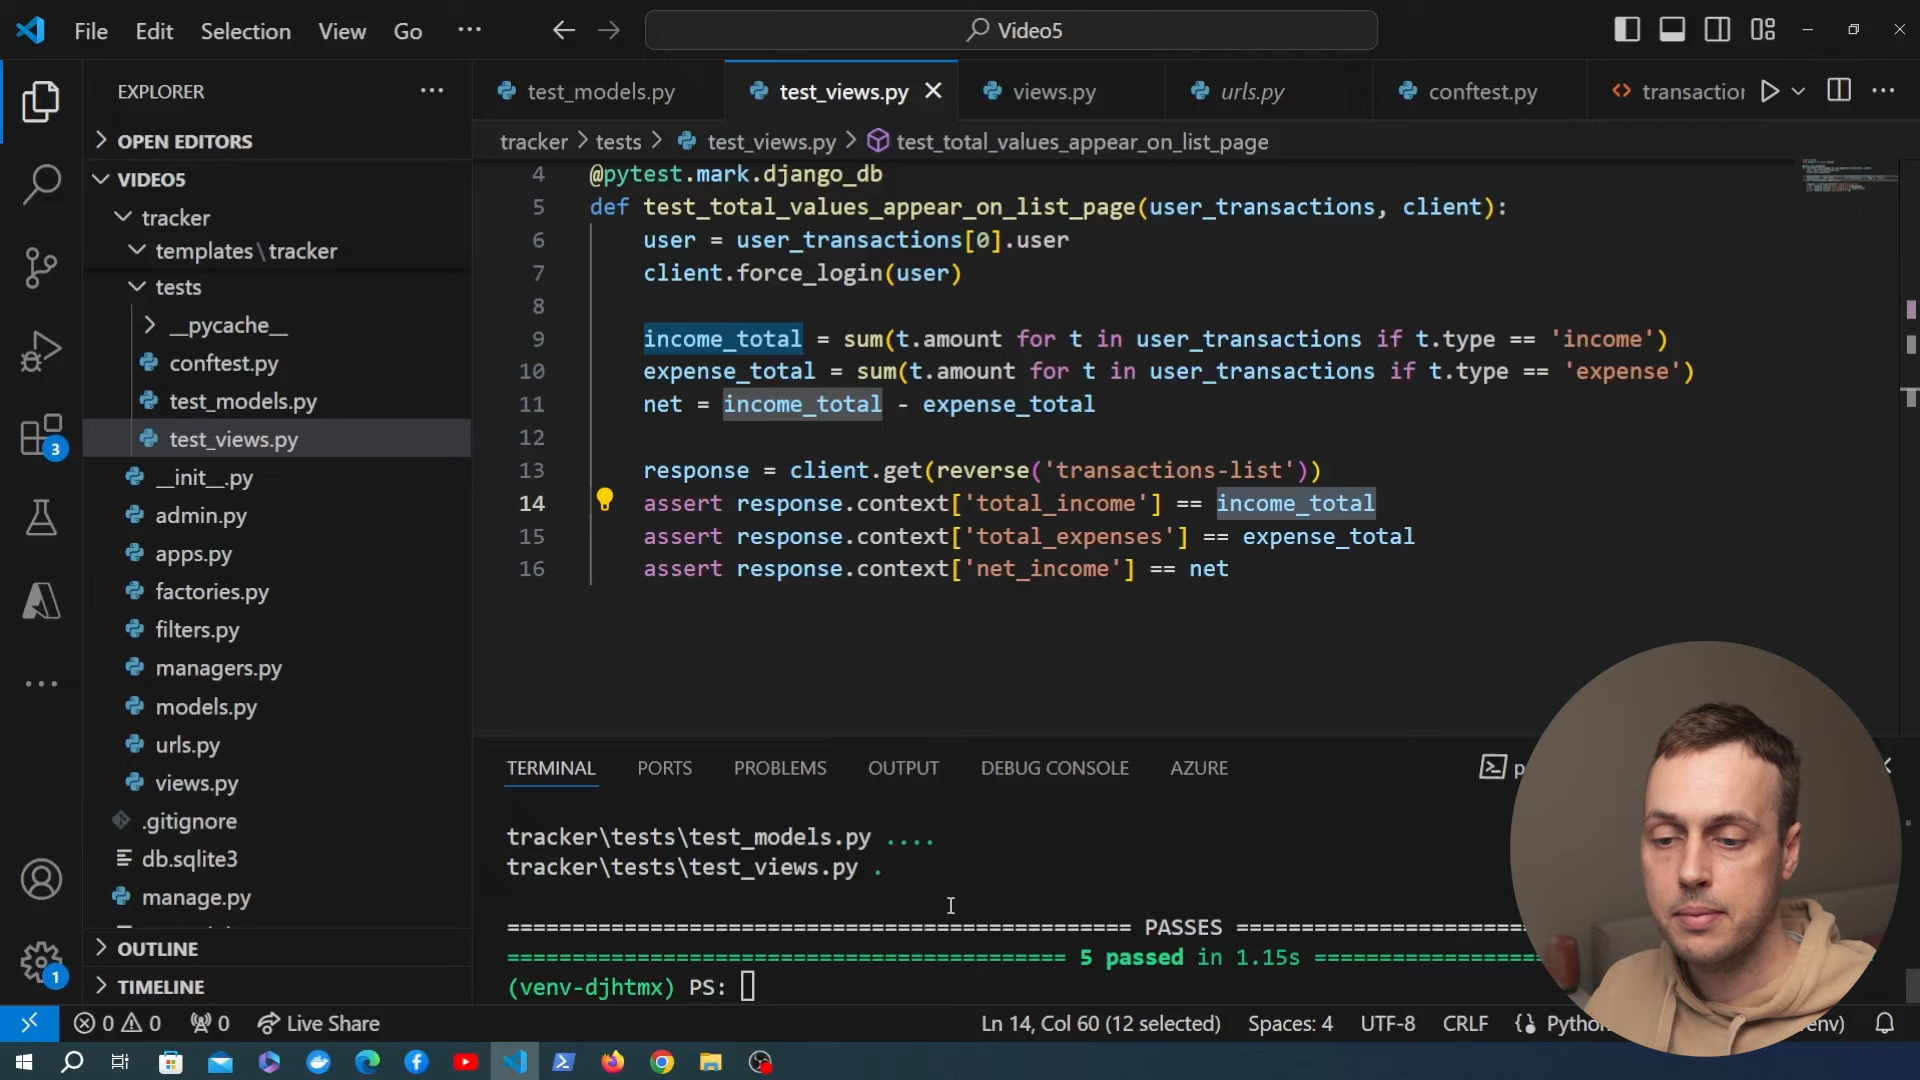 File Edit Selection View Go ... Video5
EXPLORER ...
OPEN EDITORS
VIDEO5
tracker
templates\tracker
tests
__pycache__
conftest.py
test_models.py
test_views.py
__init__.py
admin.py
apps.py
factories.py
filters.py
managers.py
models.py
urls.py
views.py
.gitignore
db.sqlite3
manage.py
OUTLINE
TIMELINE
3
1
test_models.py test_views.py views.py urls.py conftest.py transaction
tracker > tests > test_views.py > test_total_values_appear_on_list_page
4 @pytest.mark.django_db
5 def test_total_values_appear_on_list_page(user_transactions, client):
6 user = user_transactions[0].user
7 client.force_login(user)
8
9 income_total = sum(t.amount for t in user_transactions if t.type == 'income')
10 expense_total = sum(t.amount for t in user_transactions if t.type == 'expense')
11 net = income_total - expense_total
12
13 response = client.get(reverse('transactions-list'))
14 assert response.context['total_income'] == income_total
15 assert response.context['total_expenses'] == expense_total
16 assert response.context['net_income'] == net
TERMINAL PORTS PROBLEMS OUTPUT DEBUG CONSOLE AZURE
tracker\tests\test_models.py ....
tracker\tests\test_views.py .
================================================ PASSES ======================
=========================================== 5 passed in 1.15s =================
(venv-djhtmx) PS:
0 0 0 Live Share Ln 14, Col 60 (12 selected) Spaces: 4 UTF-8 CRLF